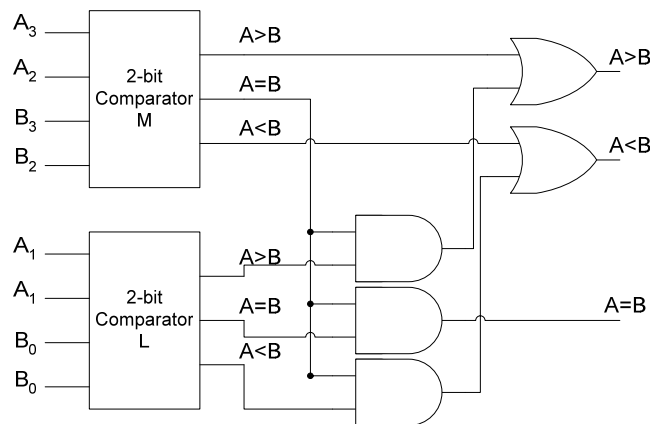 A3
A2
B3
B2
2-bit
Comparator
M
A>B
A=B
A<B
A>B
A<B
A1
A1
B0
B0
2-bit
Comparator
L
A>B
A=B
A<B
A=B